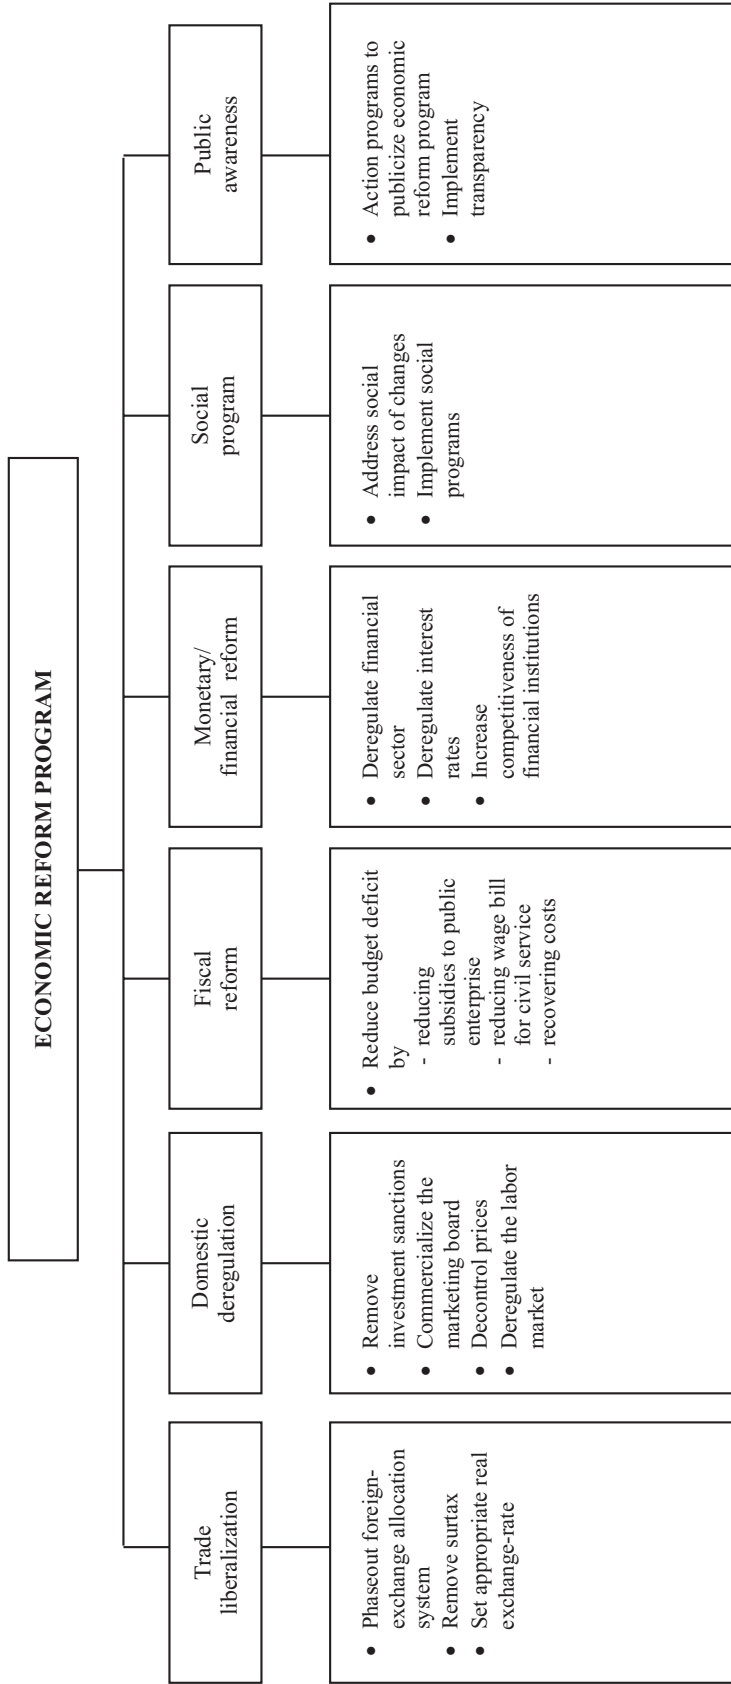 ECONOMIC REFORM PROGRAM
Trade
liberalization
Domestic
deregulation
Fiscal
reform
Monetary/
financial reform
Social
program
Public
awareness
• Phaseout foreign-
exchange allocation
system
• Remove surtax
• Set appropriate real
exchange-rate
• Remove
investment sanctions
• Commercialize the
marketing board
• Decontrol prices
• Deregulate the labor
market
• Reduce budget deficit
by
- reducing
subsidies to public
enterprise
- reducing wage bill
for civil service
- recovering costs
• Deregulate financial
sector
• Deregulate interest
rates
• Increase
competitiveness of
financial institutions
• Address social
impact of changes
• Implement social
programs
• Action programs to
publicize economic
reform program
• Implement
transparency